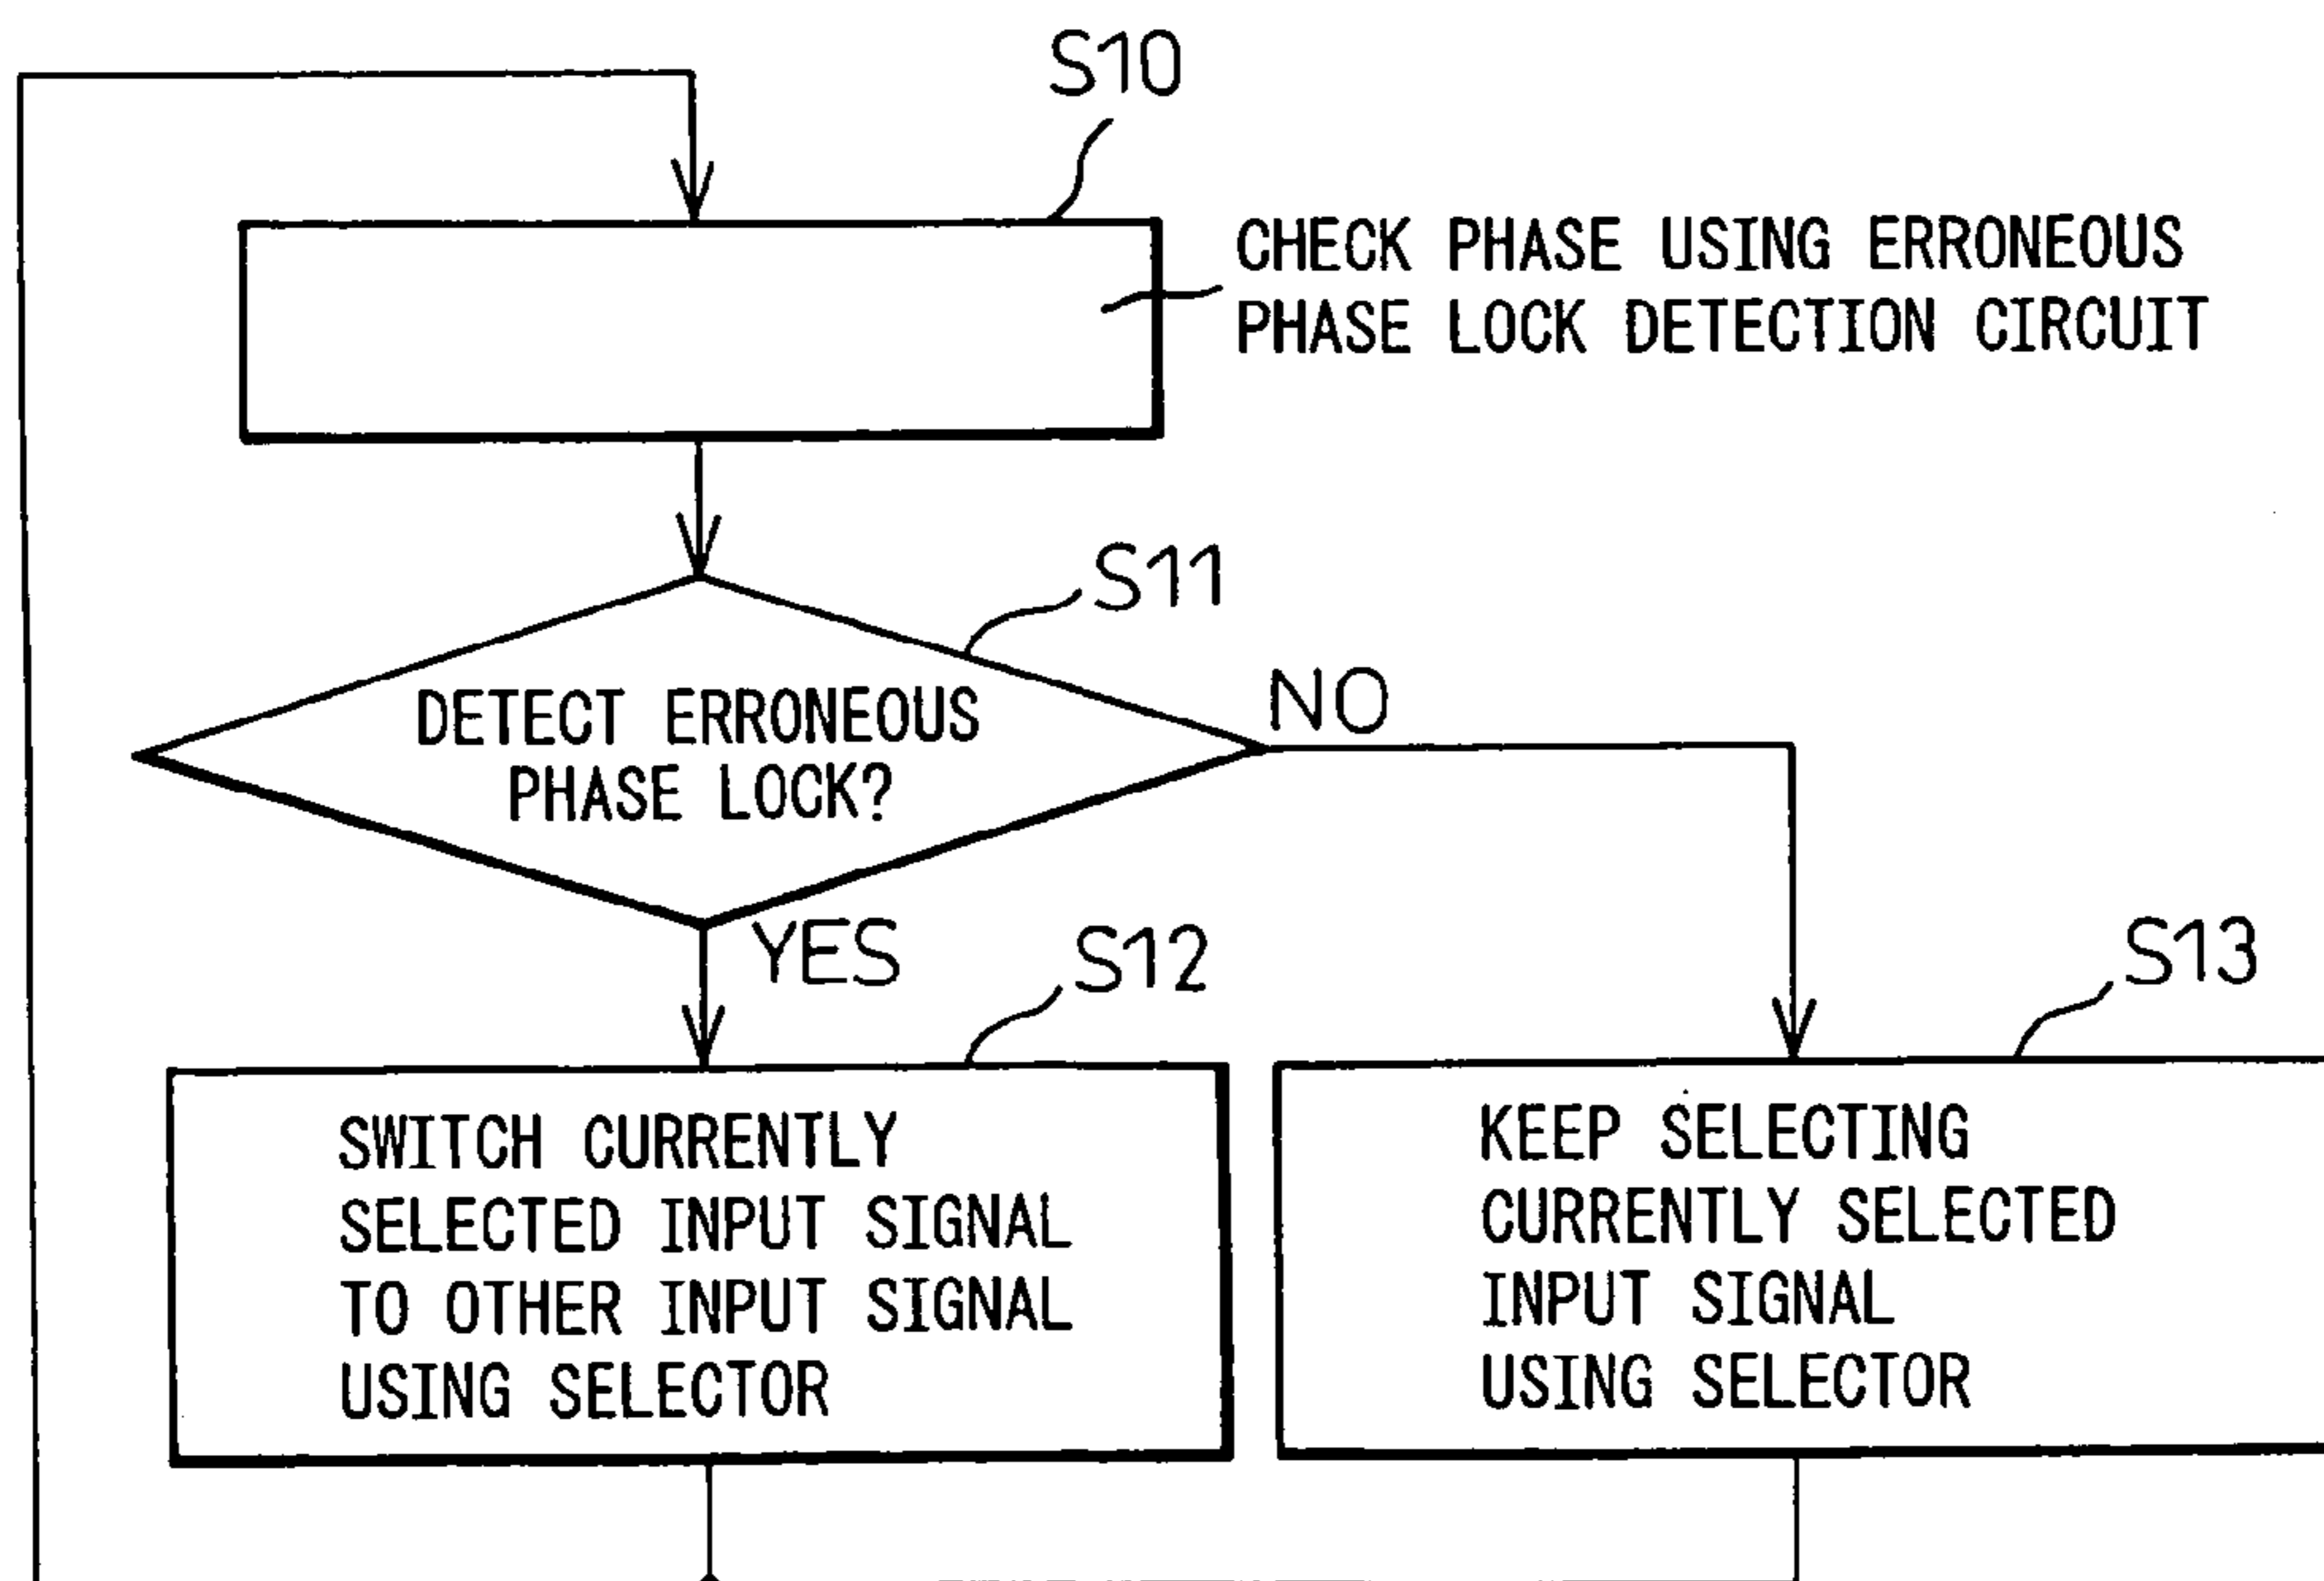 S10
CHECK PHASE USING ERRONEOUS
PHASE LOCK DETECTION CIRCUIT
S11
DETECT ERRONEOUS
PHASE LOCK?
NO
YES
S12
S13
SWITCH CURRENTLY
SELECTED INPUT SIGNAL
TO OTHER INPUT SIGNAL
USING SELECTOR
KEEP SELECTING
CURRENTLY SELECTED
INPUT SIGNAL
USING SELECTOR